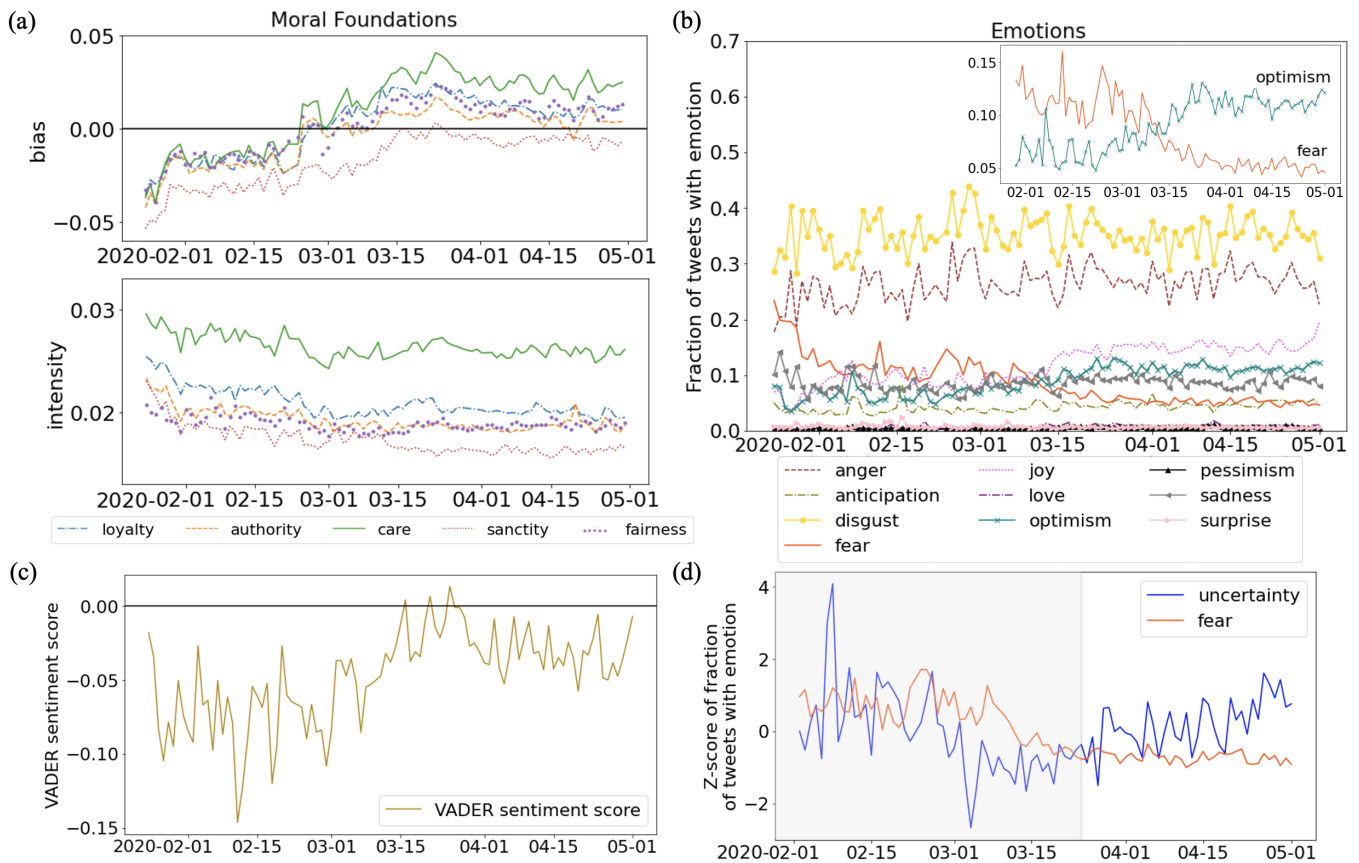 (a)
Moral Foundations
0.05
0.00
−0.05
bias
2020-02-01
02-15
03-01
03-15
04-01
04-15
05-01
0.03
0.02
intensity
2020-02-01
02-15
03-01
03-15
04-01
04-15
05-01
loyalty
authority
care
sanctity
fairness
(b)
Emotions
0.7
0.6
0.5
0.4
0.3
0.2
0.1
0.0
Fraction of tweets with emotion
0.15
0.10
0.05
optimism
fear
02-01
02-15
03-01
03-15
04-01
04-15
05-01
2020-02-01
02-15
03-01
03-15
04-01
04-15
05-01
anger
joy
pessimism
anticipation
love
sadness
disgust
optimism
surprise
fear
(c)
0.00
−0.05
−0.10
−0.15
VADER sentiment score
VADER sentiment score
2020-02-01
02-15
03-01
03-15
04-01
04-15
05-01
(d)
4
2
0
−2
Z-score of fraction
of tweets with emotion
uncertainty
fear
2020-02-01
02-15
03-01
03-15
04-01
04-15
05-01